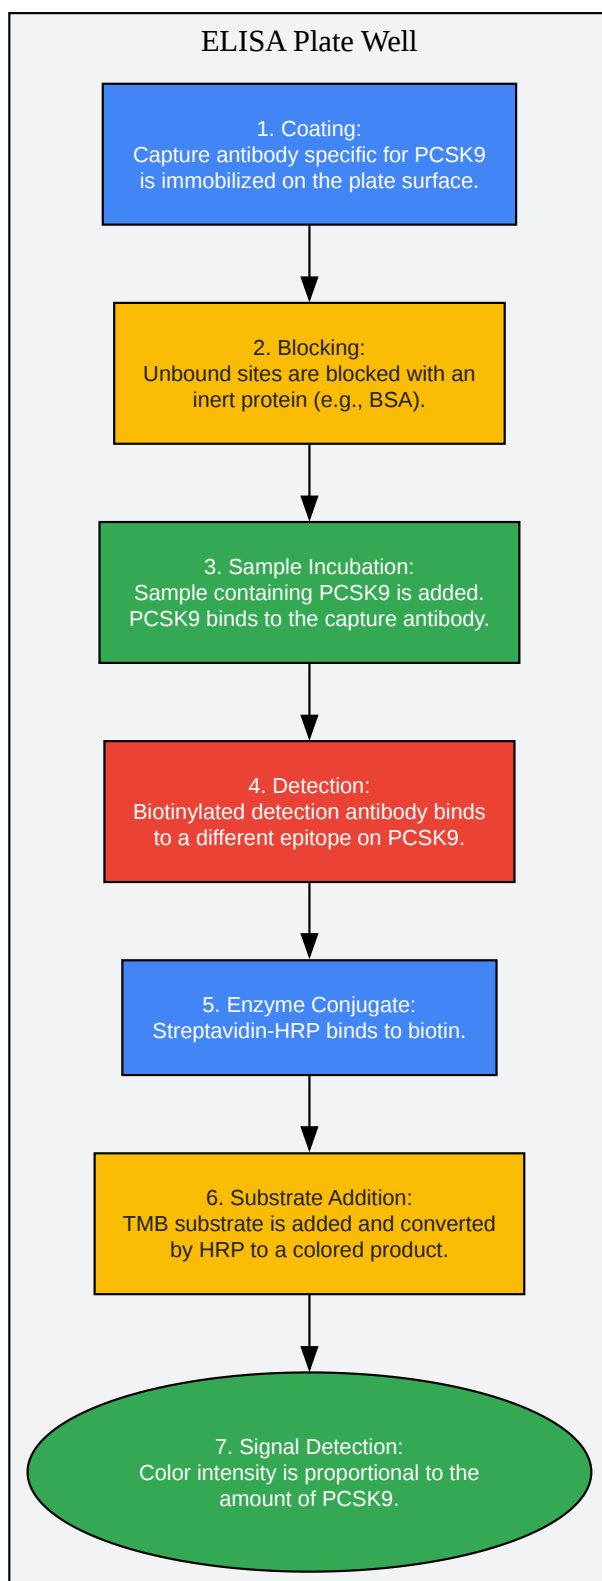 ELISA Plate Well
1. Coating:
Capture antibody specific for PCSK9
is immobilized on the plate surface.
2. Blocking:
Unbound sites are blocked with an
inert protein (e.g., BSA).
3. Sample Incubation:
Sample containing PCSK9 is added.
PCSK9 binds to the capture antibody.
4. Detection:
Biotinylated detection antibody binds
to a different epitope on PCSK9.
5. Enzyme Conjugate:
Streptavidin-HRP binds to biotin.
6. Substrate Addition:
TMB substrate is added and converted
by HRP to a colored product.
7. Signal Detection:
Color intensity is proportional to the
amount of PCSK9.